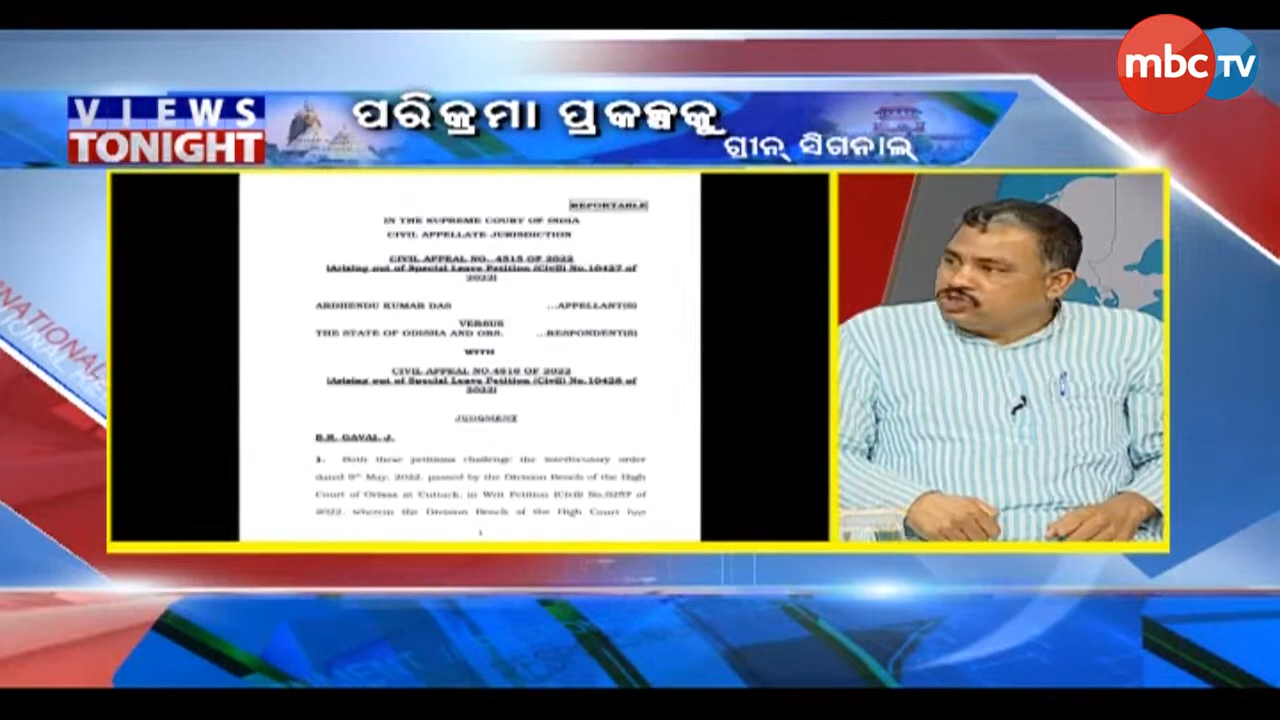 mbc TV
VIEWS
TONIGHT
ପରିକ୍ରମା ପ୍ରକଳ୍ପକୁ
ଗ୍ରୀନ୍ ସିଗନାଲ୍
REPORTABLE
IN THE SUPREME COURT OF INDIA
CIVIL APPELLATE JURISDICTION
CIVIL APPEAL NO. 4515 OF 2022
[Arising out of Special Leave Petition (Civil) No.10427 of
2022]
ARDHENDU KUMAR DAS ...APPELLANT(S)
VERSUS
THE STATE OF ODISHA AND ORS. ...RESPONDENT(S)
WITH
CIVIL APPEAL NO.4516 OF 2022
[Arising out of Special Leave Petition (Civil) No.10428 of
2022]
JUDGMENT
B.R. GAVAI, J.
1. Both these petitions challenge the interlocutory order
dated 9th May, 2022, passed by the Division Bench of the High
Court of Orissa at Cuttack, in Writ Petition (Civil) No.6257 of
2022, wherein the Division Bench of the High Court has
1
NATIONAL